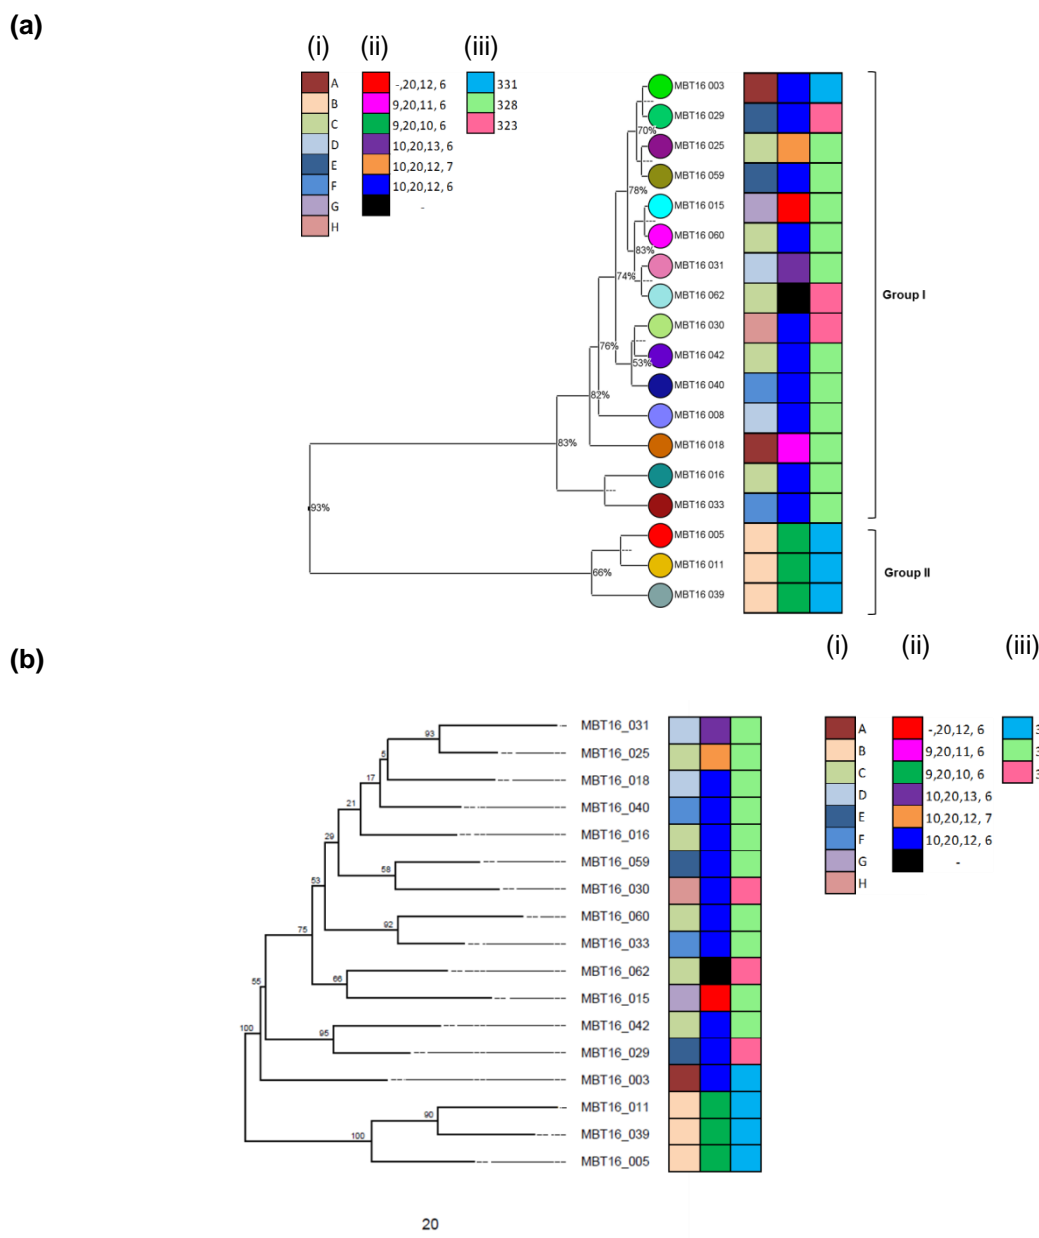 (a)
(i) (ii) (iii)
A -,20,12, 6 331
B 9,20,11, 6 328
C 9,20,10, 6 323
D 10,20,13, 6
E 10,20,12, 7
F 10,20,12, 6
G -
H
MBT16 003
MBT16 029
70%
MBT16 025
MBT16 059
78%
MBT16 015
MBT16 060
83%
MBT16 031
74%
MBT16 062
Group I
MBT16 030
76%
MBT16 042
53%
MBT16 040
82%
MBT16 008
83%
MBT16 018
MBT16 016
MBT16 033
93%
MBT16 005
MBT16 011
66%
Group II
MBT16 039
(b)
(i) (ii) (iii)
A -,20,12, 6 3
B 9,20,11, 6 3
C 9,20,10, 6 3
D 10,20,13, 6
E 10,20,12, 7
F 10,20,12, 6
G -
H
MBT16_031
93
MBT16_025
5
MBT16_018
17
MBT16_040
21
MBT16_016
29
MBT16_059
58
MBT16_030
53
MBT16_060
92
MBT16_033
75
MBT16_062
66
MBT16_015
55
MBT16_042
95
MBT16_029
100
MBT16_003
MBT16_011
90
MBT16_039
100
MBT16_005
20